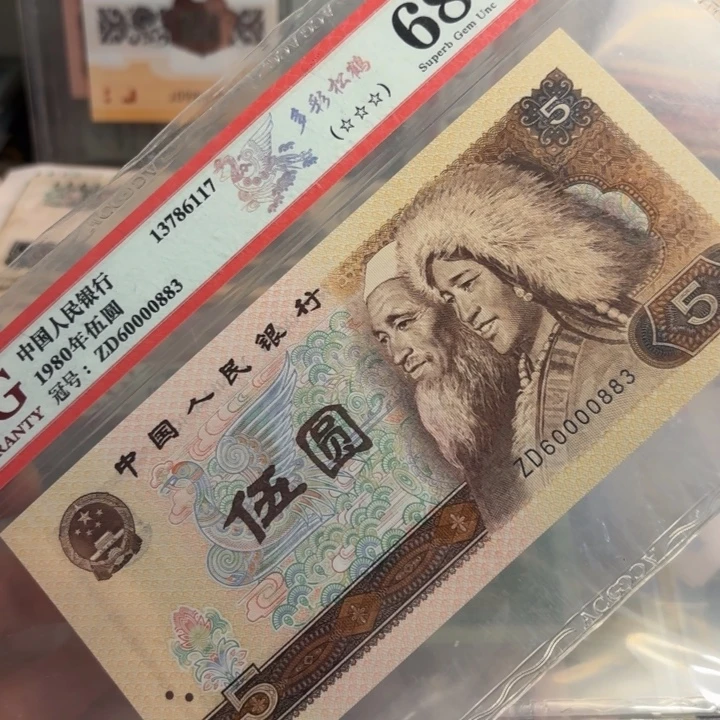 68
Superb Gem Unc
多彩松鹤
(☆☆☆)
13786117
中国人民银行
1980年伍圆
冠号：ZD60000883
G
RANTY
中国人民银行
伍圆
5
5
5
ZD60000883